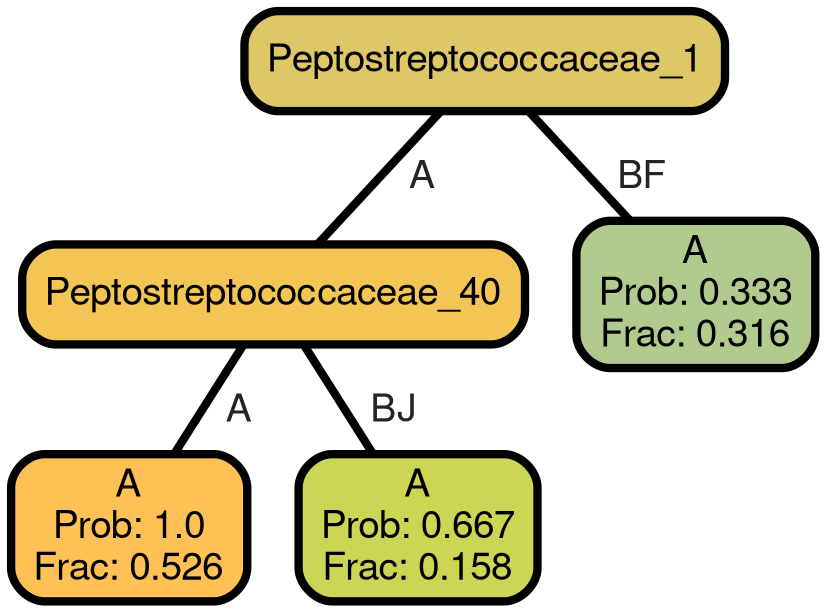 Peptostreptococcaceae_1
A
BF
A
Prob: 0.333
Frac: 0.316
Peptostreptococcaceae_40
A
BJ
A
Prob: 1.0
Frac: 0.526
A
Prob: 0.667
Frac: 0.158